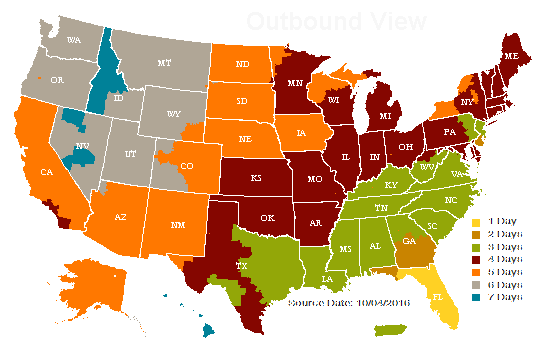 Outbound View
WA
ME
MT
ND
MN
OR
ID
WI
NY
SD
MI
WY
PA
IA
NE
OH
IL
IN
NV
UT
CO
WV
VA
CA
KS
MO
KY
NC
TN
AZ
NM
OK
AR
SC
MS
AL
GA
TX
LA
FL
1 Day
2 Days
3 Days
4 Days
5 Days
6 Days
7 Days
Source Date: 10/04/2016